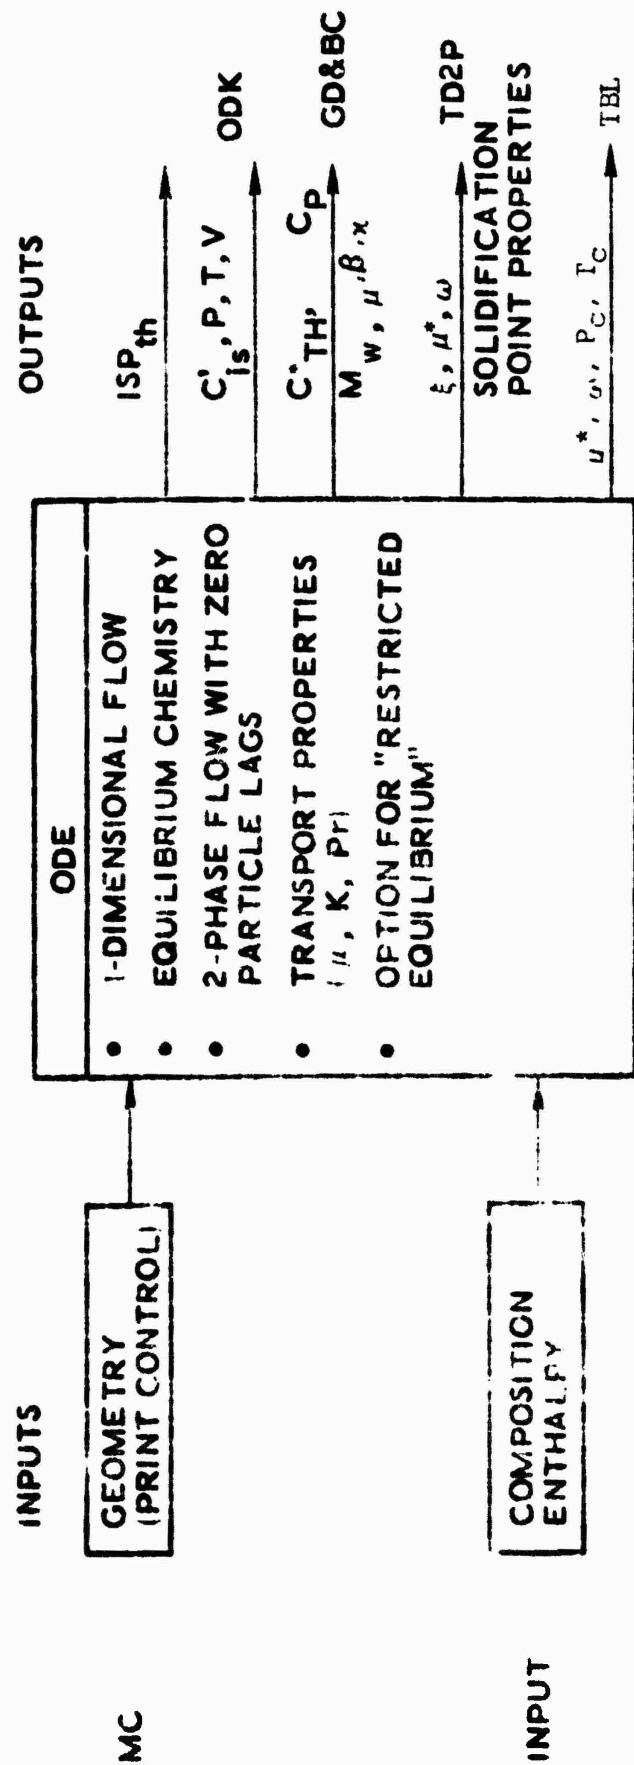 INPUTS
OUTPUTS
MC
GEOMETRY
(PRINT CONTROL)
INPUT
COMPOSITION
ENTHALPY
ODE
• 1-DIMENSIONAL FLOW
• EQUILIBRIUM CHEMISTRY
• 2-PHASE FLOW WITH ZERO
PARTICLE LAGS
• TRANSPORT PROPERTIES
(μ, K, Pr)
• OPTION FOR "RESTRICTED
EQUILIBRIUM"
ISP_th
C'_is, P, T, V
ODK
C*_TH, C_P
M_w, μ, β, κ
GD&BC
ξ, μ*, ω
TD2P
SOLIDIFICATION
POINT PROPERTIES
μ*, ω, P_C, T_C
TBL